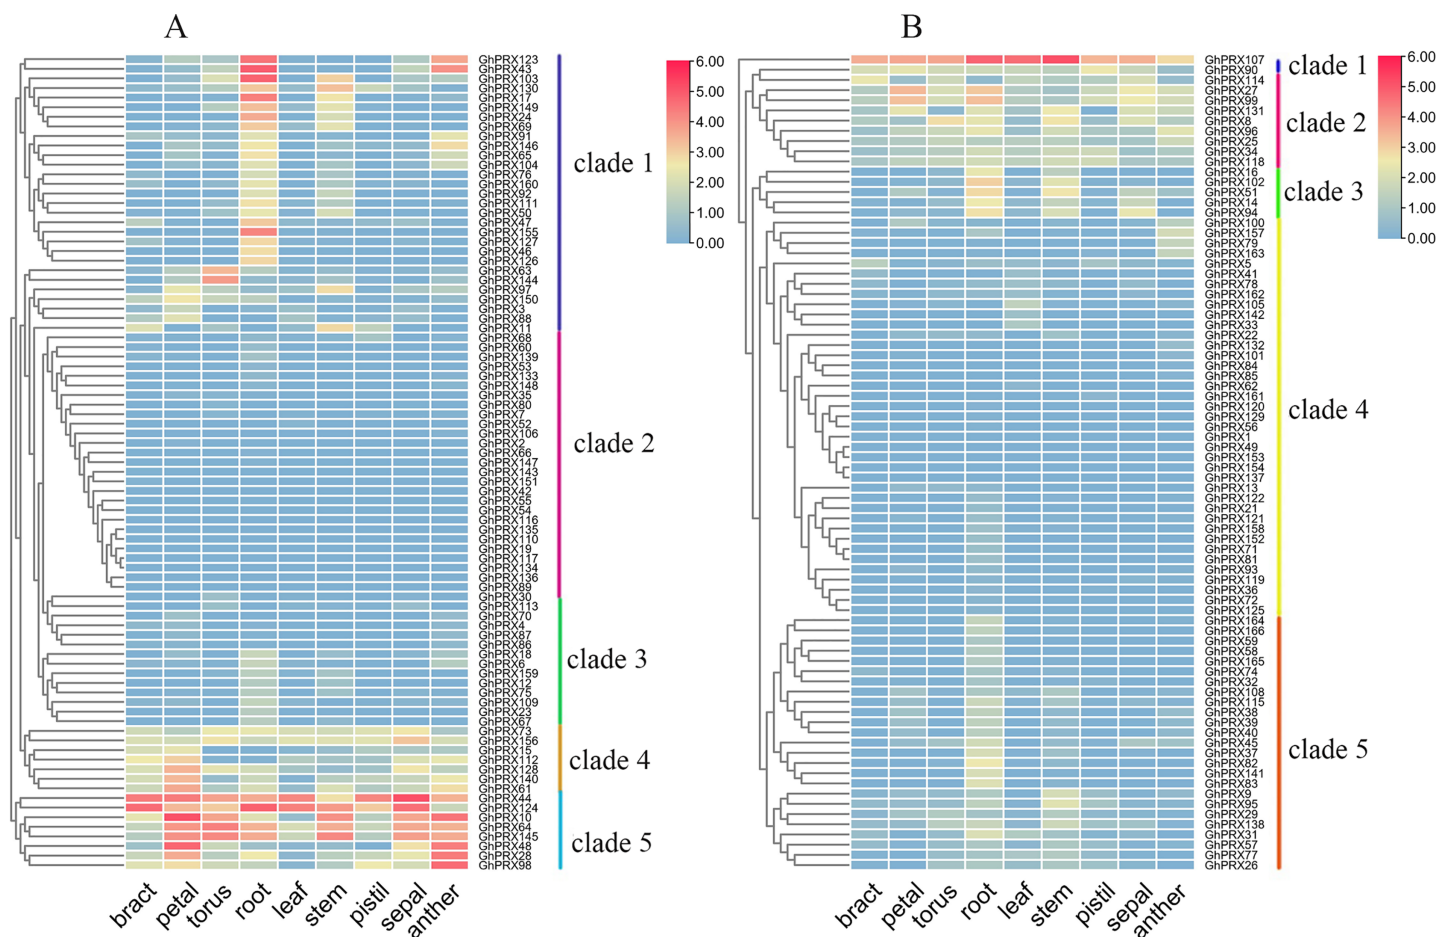 A
GhPRX123
GhPRX43
GhPRX103
GhPRX130
GhPRX17
GhPRX149
GhPRX24
GhPRX69
GhPRX91
GhPRX146
GhPRX65
GhPRX104
GhPRX76
GhPRX160
GhPRX92
GhPRX111
GhPRX50
GhPRX47
GhPRX155
GhPRX127
GhPRX46
GhPRX126
GhPRX63
GhPRX144
GhPRX97
GhPRX150
GhPRX3
GhPRX88
GhPRX11
GhPRX68
GhPRX60
GhPRX139
GhPRX53
GhPRX133
GhPRX148
GhPRX35
GhPRX80
GhPRX7
GhPRX52
GhPRX106
GhPRX2
GhPRX66
GhPRX147
GhPRX143
GhPRX151
GhPRX42
GhPRX55
GhPRX54
GhPRX116
GhPRX135
GhPRX110
GhPRX19
GhPRX117
GhPRX134
GhPRX136
GhPRX89
GhPRX30
GhPRX113
GhPRX70
GhPRX4
GhPRX87
GhPRX86
GhPRX18
GhPRX6
GhPRX159
GhPRX12
GhPRX75
GhPRX109
GhPRX23
GhPRX67
GhPRX73
GhPRX156
GhPRX15
GhPRX112
GhPRX128
GhPRX140
GhPRX61
GhPRX44
GhPRX124
GhPRX10
GhPRX64
GhPRX145
GhPRX48
GhPRX28
GhPRX98
clade 1
clade 2
clade 3
clade 4
clade 5
6.00
5.00
4.00
3.00
2.00
1.00
0.00
bract
petal
torus
root
leaf
stem
pistil
sepal
anther
B
GhPRX107
GhPRX90
GhPRX114
GhPRX27
GhPRX99
GhPRX131
GhPRX8
GhPRX96
GhPRX25
GhPRX34
GhPRX118
GhPRX16
GhPRX102
GhPRX51
GhPRX14
GhPRX94
GhPRX100
GhPRX157
GhPRX79
GhPRX163
GhPRX5
GhPRX41
GhPRX78
GhPRX162
GhPRX105
GhPRX142
GhPRX33
GhPRX22
GhPRX132
GhPRX101
GhPRX84
GhPRX85
GhPRX62
GhPRX161
GhPRX120
GhPRX129
GhPRX56
GhPRX1
GhPRX49
GhPRX153
GhPRX154
GhPRX137
GhPRX13
GhPRX122
GhPRX21
GhPRX121
GhPRX158
GhPRX152
GhPRX71
GhPRX81
GhPRX93
GhPRX119
GhPRX36
GhPRX72
GhPRX125
GhPRX164
GhPRX166
GhPRX59
GhPRX58
GhPRX165
GhPRX74
GhPRX32
GhPRX108
GhPRX115
GhPRX38
GhPRX39
GhPRX40
GhPRX45
GhPRX37
GhPRX82
GhPRX141
GhPRX83
GhPRX9
GhPRX95
GhPRX29
GhPRX138
GhPRX31
GhPRX57
GhPRX77
GhPRX26
clade 1
clade 2
clade 3
clade 4
clade 5
6.00
5.00
4.00
3.00
2.00
1.00
0.00
bract
petal
torus
root
leaf
stem
pistil
sepal
anther